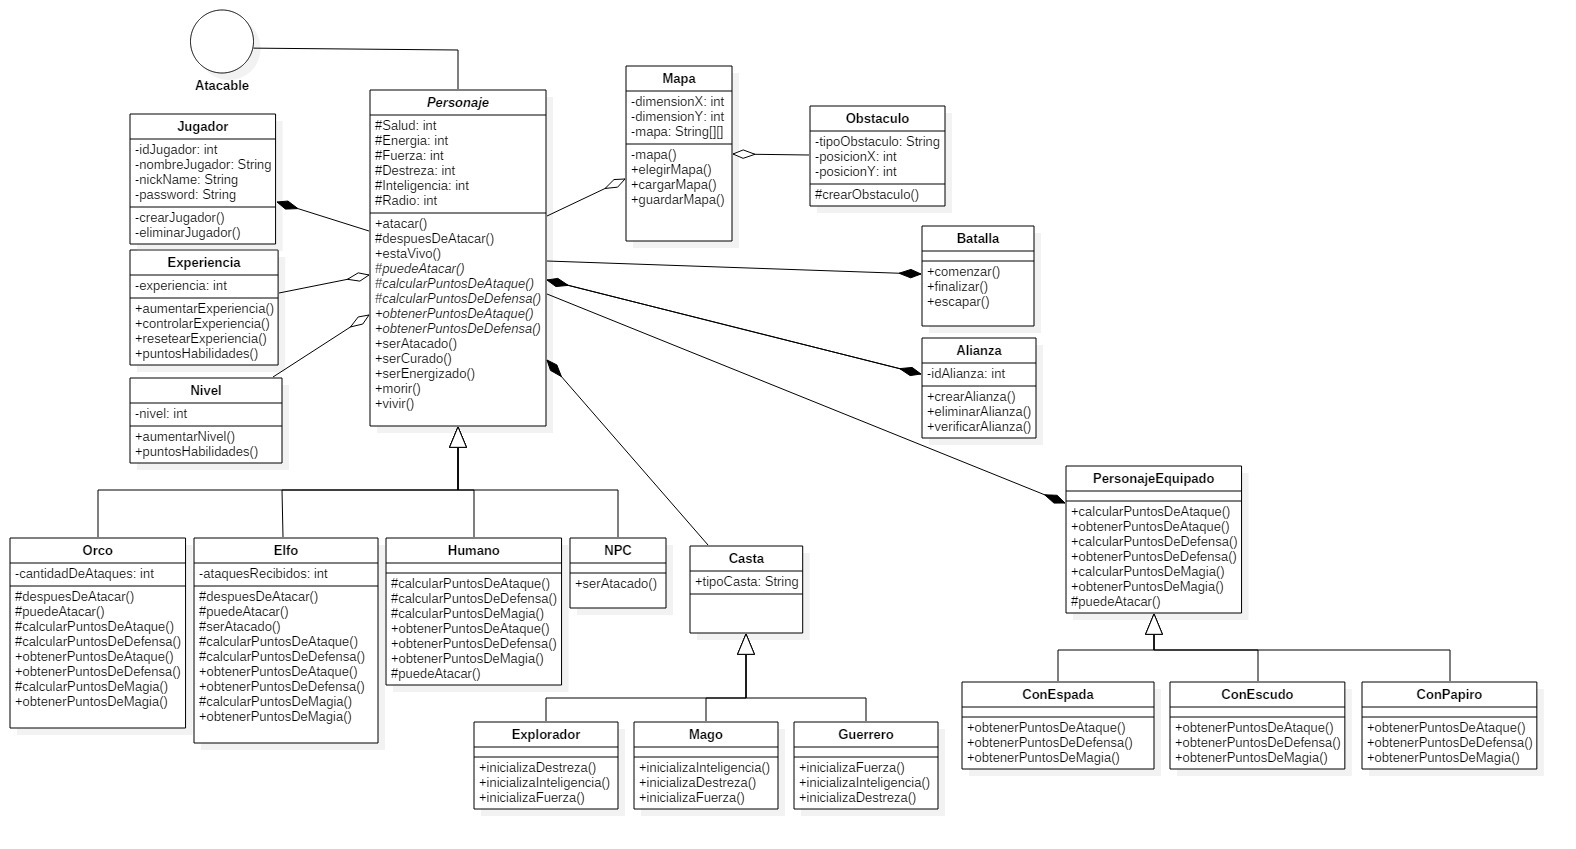 Atacable
Personaje
#Salud: int
#Energia: int
#Fuerza: int
#Destreza: int
#Inteligencia: int
#Radio: int
+atacar()
#despuesDeAtacar()
+estaVivo()
#puedeAtacar()
#calcularPuntosDeAtaque()
#calcularPuntosDeDefensa()
+obtenerPuntosDeAtaque()
+obtenerPuntosDeDefensa()
+serAtacado()
+serCurado()
+serEnergizado()
+morir()
+vivir()
Mapa
-dimensionX: int
-dimensionY: int
-mapa: String[][]
-mapa()
+elegirMapa()
+cargarMapa()
+guardarMapa()
Obstaculo
-tipoObstaculo: String
-posicionX: int
-posicionY: int
#crearObstaculo()
Jugador
-idJugador: int
-nombreJugador: String
-nickName: String
-password: String
-crearJugador()
-eliminarJugador()
Experiencia
-experiencia: int
+aumentarExperiencia()
+controlarExperiencia()
+resetearExperiencia()
+puntosHabilidades()
Nivel
-nivel: int
+aumentarNivel()
+puntosHabilidades()
Batalla
+comenzar()
+finalizar()
+escapar()
Alianza
-idAlianza: int
+crearAlianza()
+eliminarAlianza()
+verificarAlianza()
PersonajeEquipado
+calcularPuntosDeAtaque()
+obtenerPuntosDeAtaque()
+calcularPuntosDeDefensa()
+obtenerPuntosDeDefensa()
+calcularPuntosDeMagia()
+obtenerPuntosDeMagia()
#puedeAtacar()
Orco
-cantidadDeAtaques: int
#despuesDeAtacar()
#puedeAtacar()
#calcularPuntosDeAtaque()
#calcularPuntosDeDefensa()
+obtenerPuntosDeAtaque()
+obtenerPuntosDeDefensa()
#calcularPuntosDeMagia()
+obtenerPuntosDeMagia()
Elfo
-ataquesRecibidos: int
#despuesDeAtacar()
#puedeAtacar()
#serAtacado()
#calcularPuntosDeAtaque()
#calcularPuntosDeDefensa()
+obtenerPuntosDeAtaque()
+obtenerPuntosDeDefensa()
#calcularPuntosDeMagia()
+obtenerPuntosDeMagia()
Humano
#calcularPuntosDeAtaque()
#calcularPuntosDeDefensa()
#calcularPuntosDeMagia()
+obtenerPuntosDeAtaque()
+obtenerPuntosDeDefensa()
+obtenerPuntosDeMagia()
#puedeAtacar()
NPC
+serAtacado()
Casta
+tipoCasta: String
Explorador
+inicializaDestreza()
+inicializaInteligencia()
+inicializaFuerza()
Mago
+inicializaInteligencia()
+inicializaDestreza()
+inicializaFuerza()
Guerrero
+inicializaFuerza()
+inicializaInteligencia()
+inicializaDestreza()
ConEspada
+obtenerPuntosDeAtaque()
+obtenerPuntosDeDefensa()
+obtenerPuntosDeMagia()
ConEscudo
+obtenerPuntosDeAtaque()
+obtenerPuntosDeDefensa()
+obtenerPuntosDeMagia()
ConPapiro
+obtenerPuntosDeAtaque()
+obtenerPuntosDeDefensa()
+obtenerPuntosDeMagia()